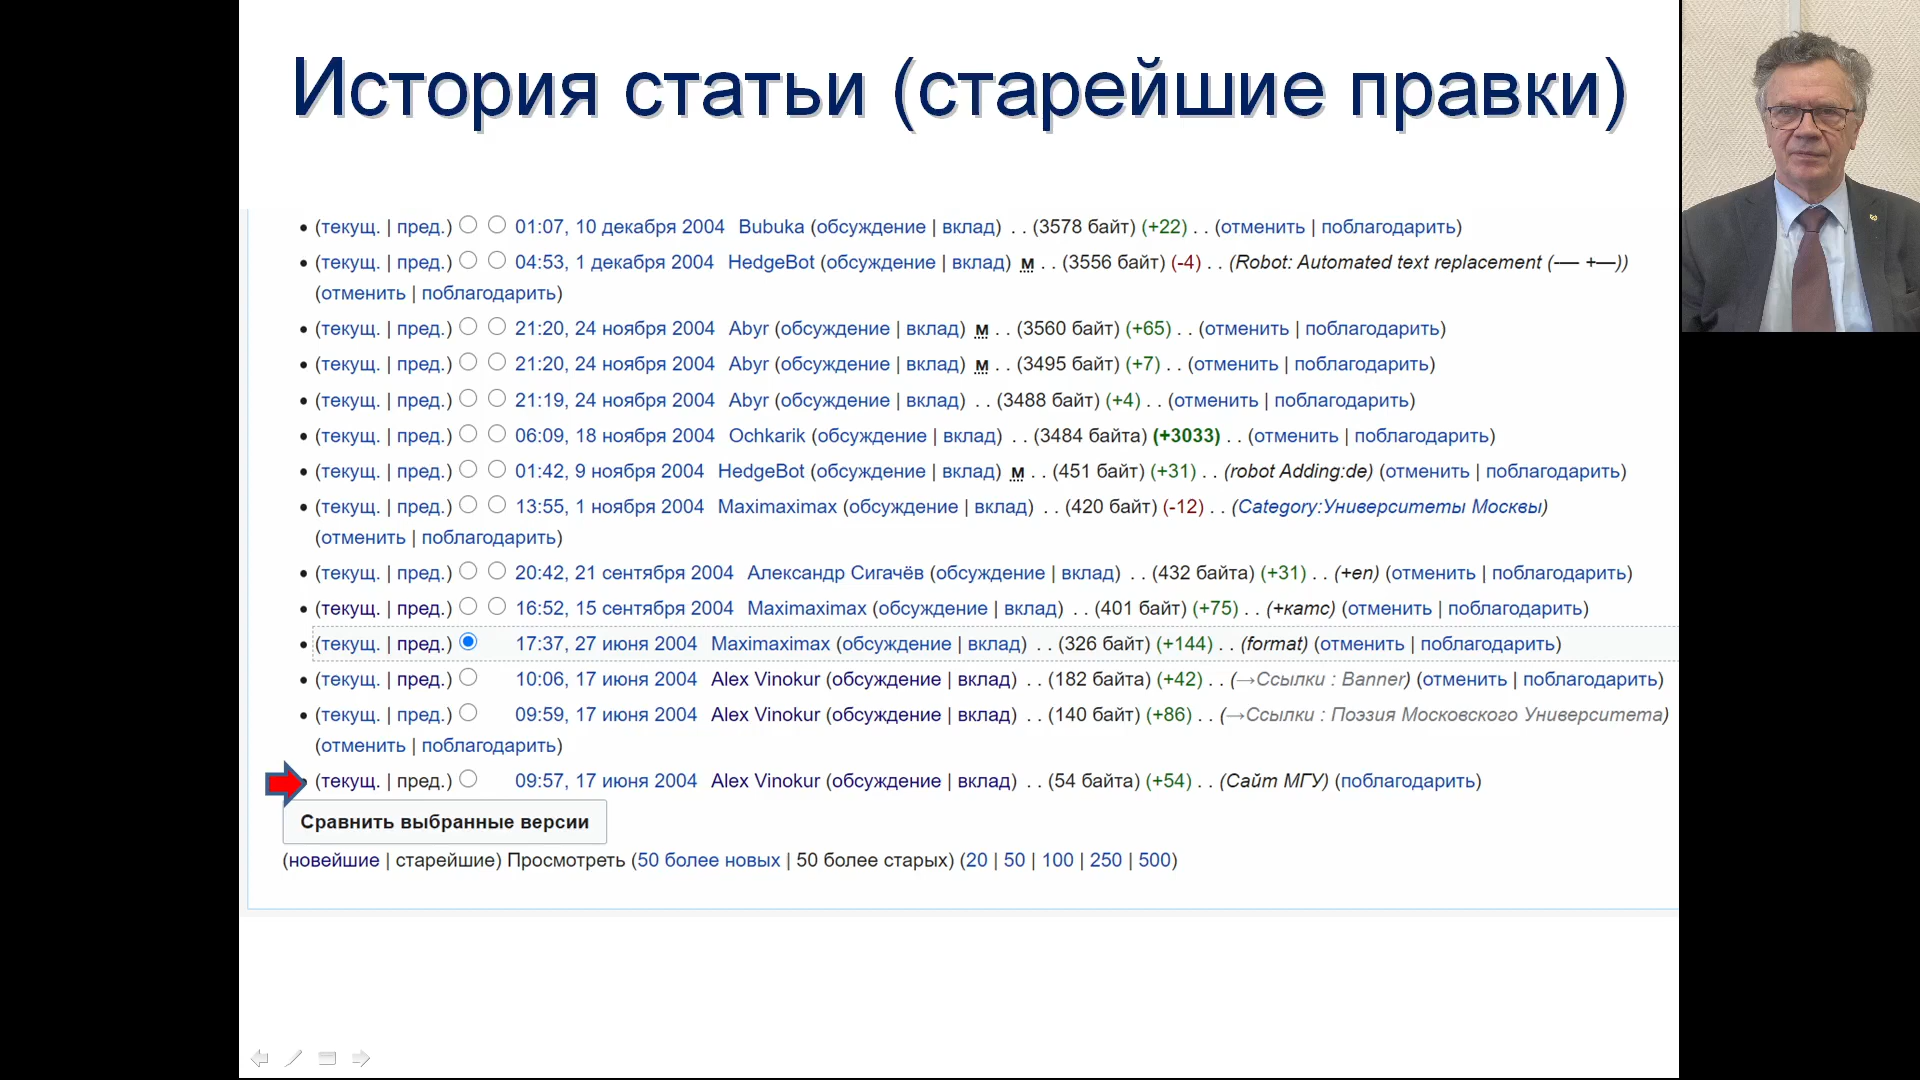 История статьи (старейшие правки)
• (текущ. | пред.) 01:07, 10 декабря 2004 Bubuka (обсуждение | вклад) . . (3578 байт) (+22) . . (отменить | поблагодарить)
• (текущ. | пред.) 04:53, 1 декабря 2004 HedgeBot (обсуждение | вклад) м . . (3556 байт) (-4) . . (Robot: Automated text replacement (-— +—))
(отменить | поблагодарить)
• (текущ. | пред.) 21:20, 24 ноября 2004 Abyr (обсуждение | вклад) м . . (3560 байт) (+65) . . (отменить | поблагодарить)
• (текущ. | пред.) 21:20, 24 ноября 2004 Abyr (обсуждение | вклад) м . . (3495 байт) (+7) . . (отменить | поблагодарить)
• (текущ. | пред.) 21:19, 24 ноября 2004 Abyr (обсуждение | вклад) . . (3488 байт) (+4) . . (отменить | поблагодарить)
• (текущ. | пред.) 06:09, 18 ноября 2004 Ochkarik (обсуждение | вклад) . . (3484 байта) (+3033) . . (отменить | поблагодарить)
• (текущ. | пред.) 01:42, 9 ноября 2004 HedgeBot (обсуждение | вклад) м . . (451 байт) (+31) . . (robot Adding:de) (отменить | поблагодарить)
• (текущ. | пред.) 13:55, 1 ноября 2004 Maximaximax (обсуждение | вклад) . . (420 байт) (-12) . . (Category:Университеты Москвы)
(отменить | поблагодарить)
• (текущ. | пред.) 20:42, 21 сентября 2004 Александр Сигачёв (обсуждение | вклад) . . (432 байта) (+31) . . (+en) (отменить | поблагодарить)
• (текущ. | пред.) 16:52, 15 сентября 2004 Maximaximax (обсуждение | вклад) . . (401 байт) (+75) . . (+катс) (отменить | поблагодарить)
• (текущ. | пред.) 17:37, 27 июня 2004 Maximaximax (обсуждение | вклад) . . (326 байт) (+144) . . (format) (отменить | поблагодарить)
• (текущ. | пред.) 10:06, 17 июня 2004 Alex Vinokur (обсуждение | вклад) . . (182 байта) (+42) . . (→Ссылки : Banner) (отменить | поблагодарить)
• (текущ. | пред.) 09:59, 17 июня 2004 Alex Vinokur (обсуждение | вклад) . . (140 байт) (+86) . . (→Ссылки : Поэзия Московского Университета)
(отменить | поблагодарить)
• (текущ. | пред.) 09:57, 17 июня 2004 Alex Vinokur (обсуждение | вклад) . . (54 байта) (+54) . . (Сайт МГУ) (поблагодарить)
Сравнить выбранные версии
(новейшие | старейшие) Просмотреть (50 более новых | 50 более старых) (20 | 50 | 100 | 250 | 500)